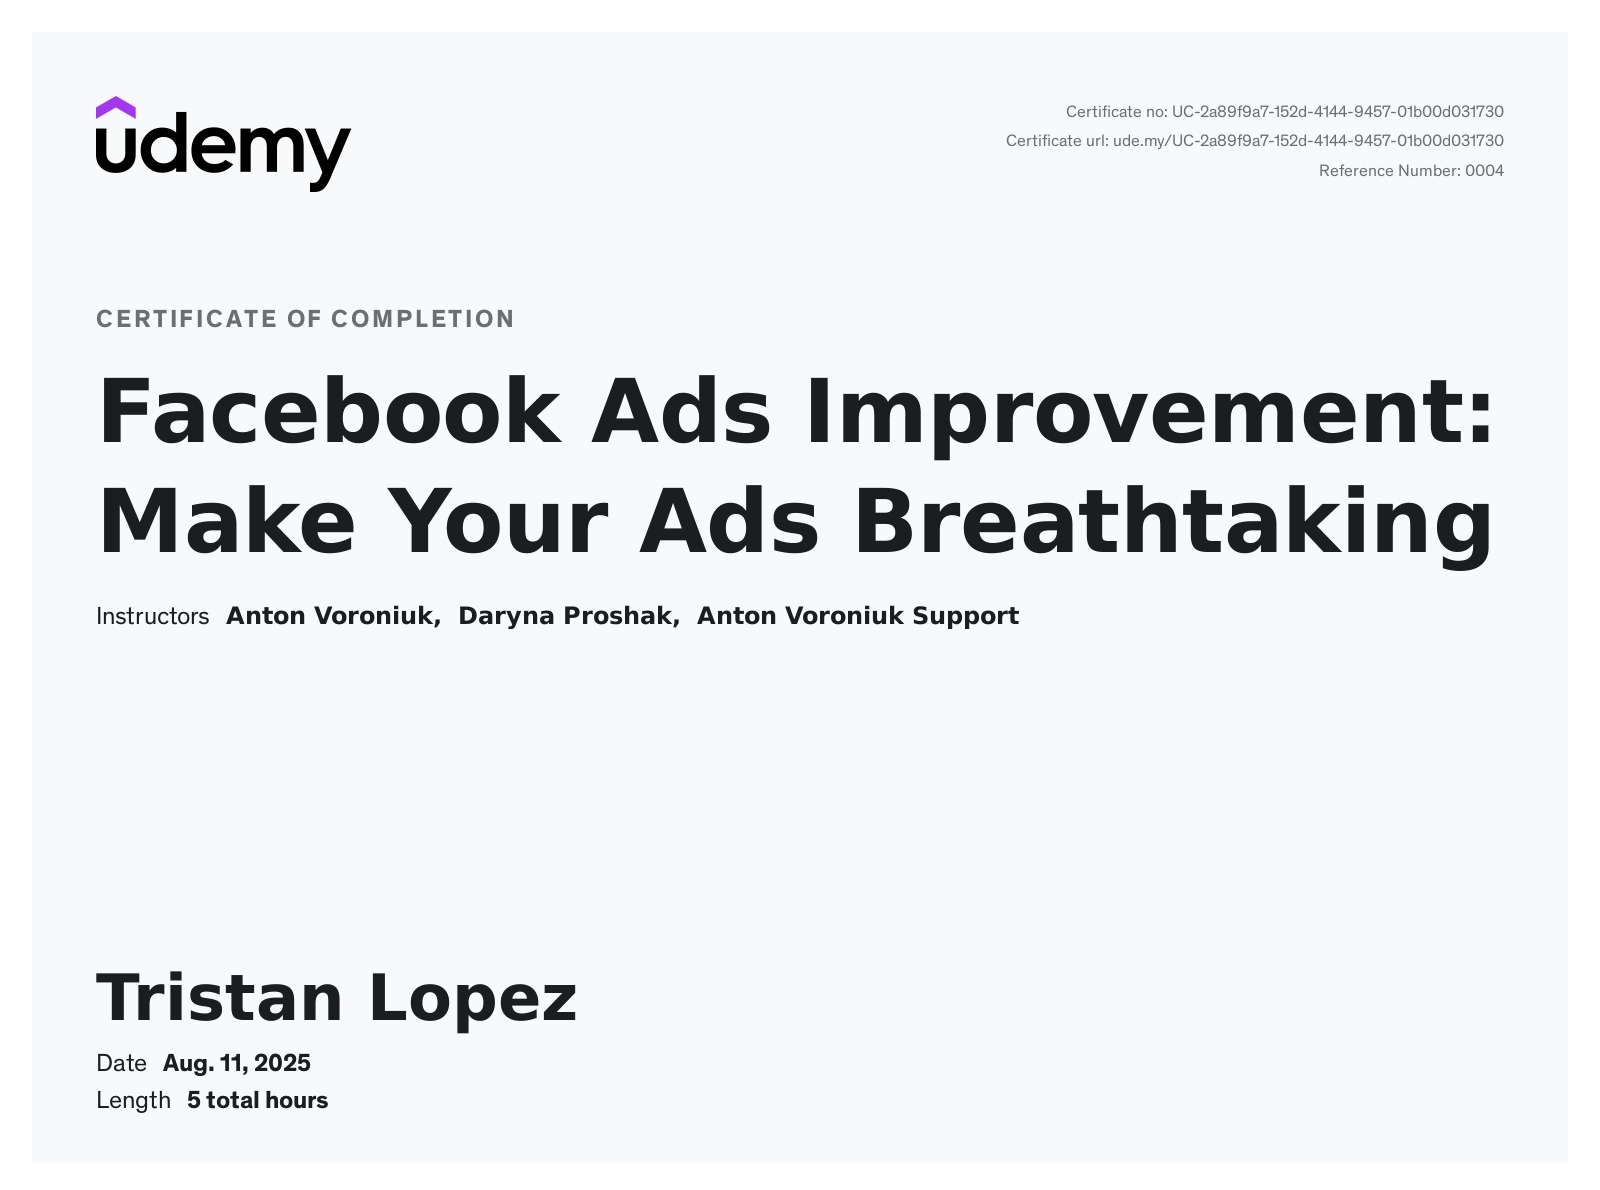 udemy
Certificate no: UC-2a89f9a7-152d-4144-9457-01b00d031730
Certificate url: ude.my/UC-2a89f9a7-152d-4144-9457-01b00d031730
Reference Number: 0004
CERTIFICATE OF COMPLETION
Facebook Ads Improvement:
Make Your Ads Breathtaking
Instructors Anton Voroniuk, Daryna Proshak, Anton Voroniuk Support
Tristan Lopez
Date Aug. 11, 2025
Length 5 total hours